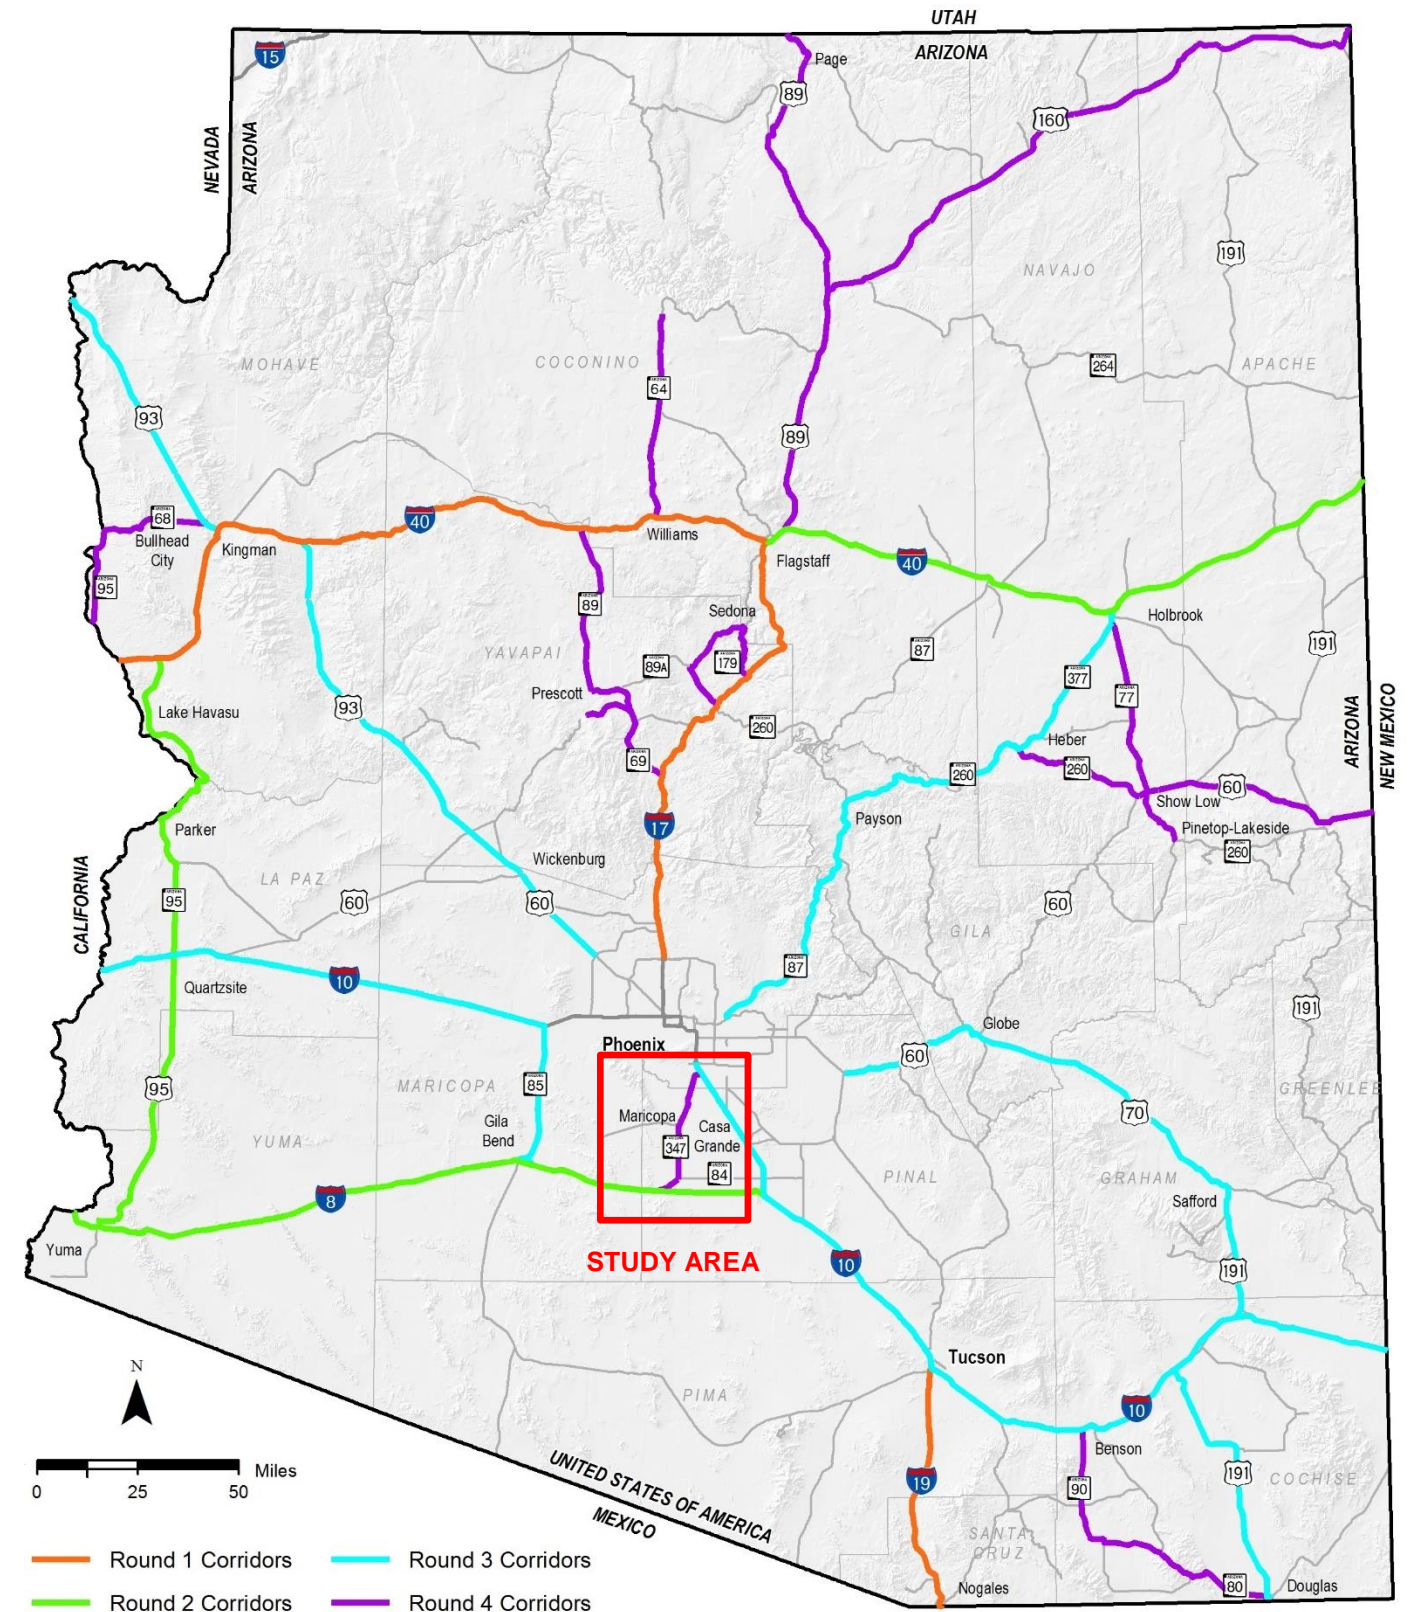 UTAH
ARIZONA
15
Page
89
160
NEVADA
ARIZONA
191
NAVAJO
MOHAVE
COCONINO
264
APACHE
64
93
89
68
40
Bullhead
City
Kingman
Williams
Flagstaff
40
95
89
Sedona
Holbrook
YAVAPAI
89A
179
87
191
377
77
Prescott
93
Lake Havasu
260
Heber
ARIZONA
NEW MEXICO
69
260
260
60
Show Low
17
Payson
Parker
Pinetop-Lakeside
260
Wickenburg
CALIFORNIA
LA PAZ
95
60
60
60
GILA
87
10
Quartzsite
191
Globe
Phoenix
60
95
MARICOPA
85
GREENLEE
70
Gila
Bend
Maricopa
Casa
Grande
YUMA
347
84
PINAL
GRAHAM
8
Safford
Yuma
STUDY AREA
10
191
N
Tucson
PIMA
10
Benson
Miles
0 25 50
UNITED STATES OF AMERICA
MEXICO
19
90
191
COCHISE
SANTA
CRUZ
80
Douglas
Nogales
Round 1 Corridors
Round 3 Corridors
Round 2 Corridors
Round 4 Corridors